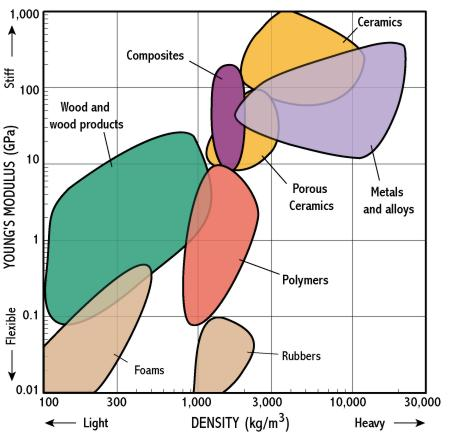 1,000
Ceramics
Composites
Stiff
100
Wood and
wood products
YOUNG'S MODULUS (GPa)
10
Porous
Ceramics
Metals
and alloys
1
Polymers
Flexible
0.1
Rubbers
Foams
0.01
100
300
1,000
3,000
10,000
30,000
Light
DENSITY (kg/m³)
Heavy